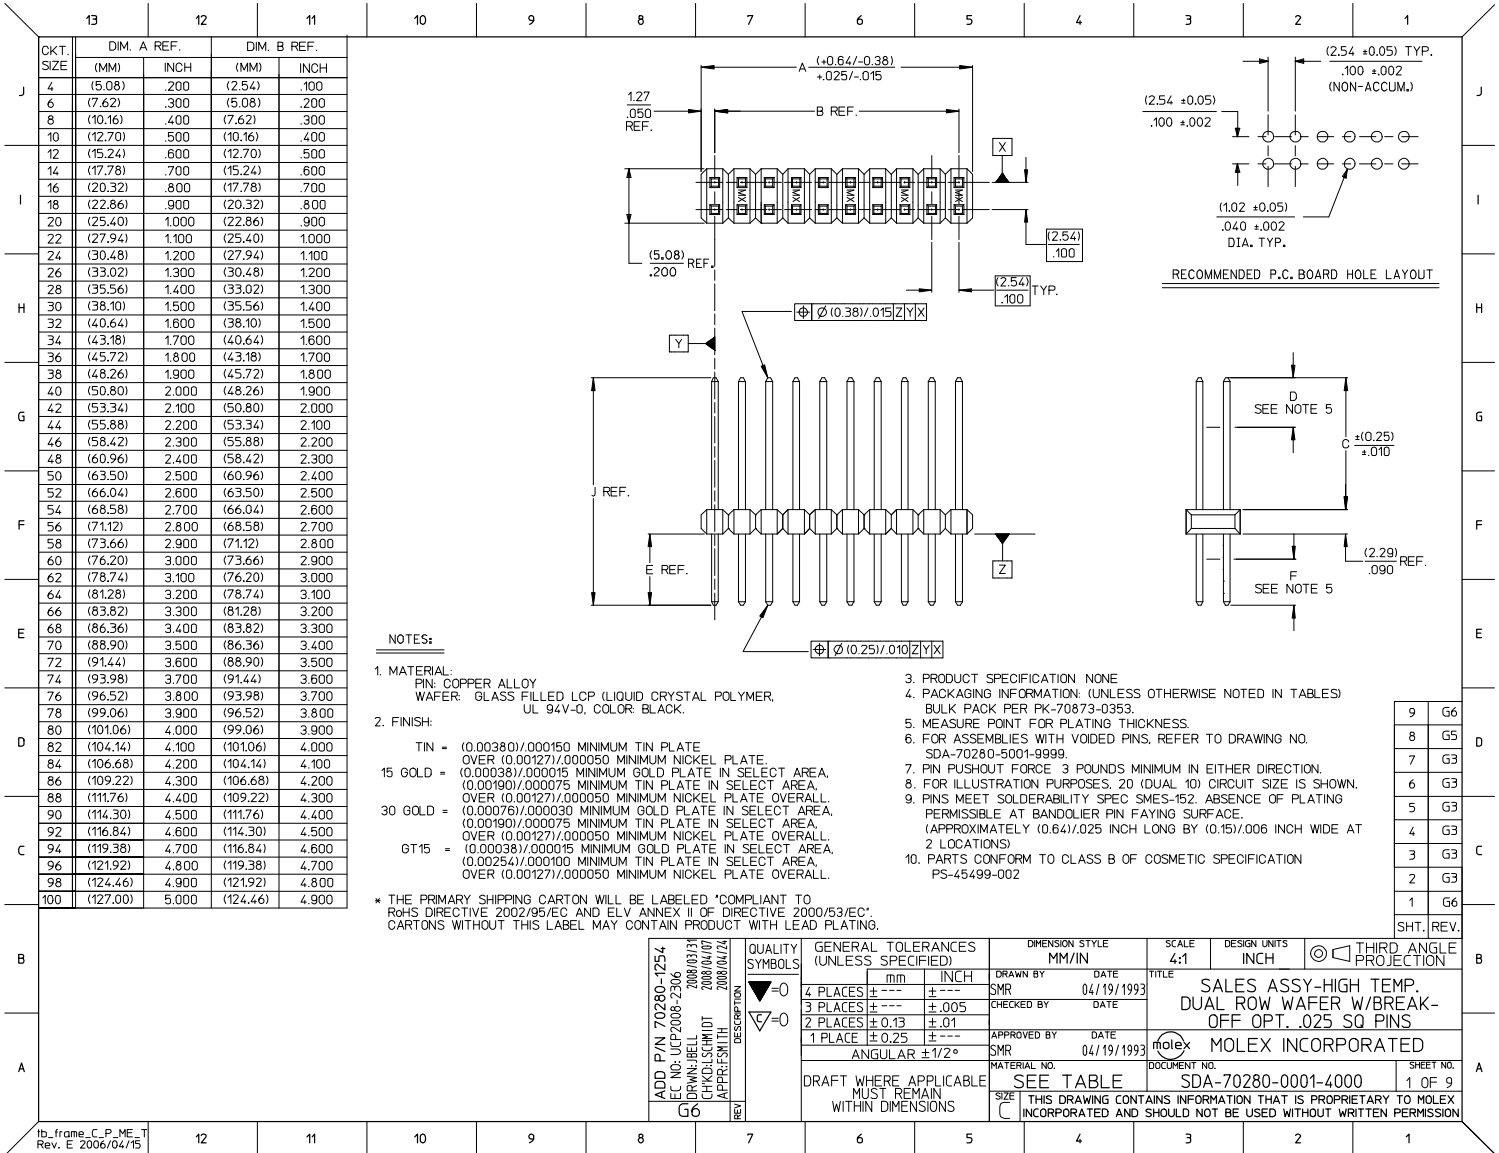 13 12 11 10 9 8 7 6 5 4 3 2 1
J I H G F E D C B A
CKT. SIZE DIM. A REF. DIM. B REF.
(MM) INCH (MM) INCH
4 (5.08) .200 (2.54) .100
6 (7.62) .300 (5.08) .200
8 (10.16) .400 (7.62) .300
10 (12.70) .500 (10.16) .400
12 (15.24) .600 (12.70) .500
14 (17.78) .700 (15.24) .600
16 (20.32) .800 (17.78) .700
18 (22.86) .900 (20.32) .800
20 (25.40) 1.000 (22.86) .900
22 (27.94) 1.100 (25.40) 1.000
24 (30.48) 1.200 (27.94) 1.100
26 (33.02) 1.300 (30.48) 1.200
28 (35.56) 1.400 (33.02) 1.300
30 (38.10) 1.500 (35.56) 1.400
32 (40.64) 1.600 (38.10) 1.500
34 (43.18) 1.700 (40.64) 1.600
36 (45.72) 1.800 (43.18) 1.700
38 (48.26) 1.900 (45.72) 1.800
40 (50.80) 2.000 (48.26) 1.900
42 (53.34) 2.100 (50.80) 2.000
44 (55.88) 2.200 (53.34) 2.100
46 (58.42) 2.300 (55.88) 2.200
48 (60.96) 2.400 (58.42) 2.300
50 (63.50) 2.500 (60.96) 2.400
52 (66.04) 2.600 (63.50) 2.500
54 (68.58) 2.700 (66.04) 2.600
56 (71.12) 2.800 (68.58) 2.700
58 (73.66) 2.900 (71.12) 2.800
60 (76.20) 3.000 (73.66) 2.900
62 (78.74) 3.100 (76.20) 3.000
64 (81.28) 3.200 (78.74) 3.100
66 (83.82) 3.300 (81.28) 3.200
68 (86.36) 3.400 (83.82) 3.300
70 (88.90) 3.500 (86.36) 3.400
72 (91.44) 3.600 (88.90) 3.500
74 (93.98) 3.700 (91.44) 3.600
76 (96.52) 3.800 (93.98) 3.700
78 (99.06) 3.900 (96.52) 3.800
80 (101.06) 4.000 (99.06) 3.900
82 (104.14) 4.100 (101.06) 4.000
84 (106.68) 4.200 (104.14) 4.100
86 (109.22) 4.300 (106.68) 4.200
88 (111.76) 4.400 (109.22) 4.300
90 (114.30) 4.500 (111.76) 4.400
92 (116.84) 4.600 (114.30) 4.500
94 (119.38) 4.700 (116.84) 4.600
96 (121.92) 4.800 (119.38) 4.700
98 (124.46) 4.900 (121.92) 4.800
100 (127.00) 5.000 (124.46) 4.900
A (+0.64/-0.38)
+.025/-.015
1.27
.050
REF.
B REF.
X
MX MX MX MX
(5.08)
.200 REF.
(2.54)
.100
(2.54)
.100 TYP.
Ø (0.38)/.015 Z Y X
Y
J REF.
E REF.
Z
Ø (0.25)/.010 Z Y X
(2.54 ±0.05) TYP.
.100 ±.002
(NON-ACCUM.)
(2.54 ±0.05)
.100 ±.002
(1.02 ±0.05)
.040 ±.002
DIA. TYP.
RECOMMENDED P.C. BOARD HOLE LAYOUT
D
SEE NOTE 5
C ±(0.25)
±.010
(2.29)
.090 REF.
F
SEE NOTE 5
NOTES:
1. MATERIAL:
PIN: COPPER ALLOY
WAFER: GLASS FILLED LCP (LIQUID CRYSTAL POLYMER,
UL 94V-0, COLOR: BLACK.
2. FINISH:
TIN = (0.00380)/.000150 MINIMUM TIN PLATE
OVER (0.00127)/.000050 MINIMUM NICKEL PLATE.
15 GOLD = (0.00038)/.000015 MINIMUM GOLD PLATE IN SELECT AREA,
(0.00190)/.000075 MINIMUM TIN PLATE IN SELECT AREA,
OVER (0.00127)/.000050 MINIMUM NICKEL PLATE OVERALL.
30 GOLD = (0.00076)/.000030 MINIMUM GOLD PLATE IN SELECT AREA,
(0.00190)/.000075 MINIMUM TIN PLATE IN SELECT AREA,
OVER (0.00127)/.000050 MINIMUM NICKEL PLATE OVERALL.
GT15 = (0.00038)/.000015 MINIMUM GOLD PLATE IN SELECT AREA,
(0.00254)/.000100 MINIMUM TIN PLATE IN SELECT AREA,
OVER (0.00127)/.000050 MINIMUM NICKEL PLATE OVERALL.
* THE PRIMARY SHIPPING CARTON WILL BE LABELED "COMPLIANT TO
RoHS DIRECTIVE 2002/95/EC AND ELV ANNEX II OF DIRECTIVE 2000/53/EC".
CARTONS WITHOUT THIS LABEL MAY CONTAIN PRODUCT WITH LEAD PLATING.
3. PRODUCT SPECIFICATION NONE
4. PACKAGING INFORMATION: (UNLESS OTHERWISE NOTED IN TABLES)
BULK PACK PER PK-70873-0353.
5. MEASURE POINT FOR PLATING THICKNESS.
6. FOR ASSEMBLIES WITH VOIDED PINS, REFER TO DRAWING NO.
SDA-70280-5001-9999.
7. PIN PUSHOUT FORCE 3 POUNDS MINIMUM IN EITHER DIRECTION.
8. FOR ILLUSTRATION PURPOSES, 20 (DUAL 10) CIRCUIT SIZE IS SHOWN.
9. PINS MEET SOLDERABILITY SPEC SMES-152. ABSENCE OF PLATING
PERMISSIBLE AT BANDOLIER PIN FAYING SURFACE.
(APPROXIMATELY (0.64)/.025 INCH LONG BY (0.15)/.006 INCH WIDE AT
2 LOCATIONS)
10. PARTS CONFORM TO CLASS B OF COSMETIC SPECIFICATION
PS-45499-002
9 G6
8 G5
7 G3
6 G3
5 G3
4 G3
3 G3
2 G3
1 G6
SHT. REV.
ADD P/N 70280-1254
EC NO: UCP2008-2306
DRWN:JBELL 2008/03/31
CH'KD:LSCHMIDT 2008/04/07
APPR:FSMITH 2008/04/24
G6
DESCRIPTION
REV
QUALITY SYMBOLS
=0
C =0
GENERAL TOLERANCES
(UNLESS SPECIFIED)
mm INCH
4 PLACES ±--- ±---
3 PLACES ±--- ±.005
2 PLACES ±0.13 ±.01
1 PLACE ±0.25 ±---
ANGULAR ±1/2°
DRAFT WHERE APPLICABLE
MUST REMAIN
WITHIN DIMENSIONS
DIMENSION STYLE
MM/IN
SCALE
4:1
DESIGN UNITS
INCH
THIRD ANGLE
PROJECTION
DRAWN BY DATE
SMR 04/19/1993
CHECKED BY DATE
APPROVED BY DATE
SMR 04/19/1993
TITLE
SALES ASSY-HIGH TEMP.
DUAL ROW WAFER W/BREAK-
OFF OPT. .025 SQ PINS
molex MOLEX INCORPORATED
MATERIAL NO.
SEE TABLE
DOCUMENT NO.
SDA-70280-0001-4000
SHEET NO.
1 OF 9
SIZE
C
THIS DRAWING CONTAINS INFORMATION THAT IS PROPRIETARY TO MOLEX
INCORPORATED AND SHOULD NOT BE USED WITHOUT WRITTEN PERMISSION
tb_frame_C_P_ME_T
Rev. E 2006/04/15
12 11 10 9 8 7 6 5 4 3 2 1
J I H G F E D C B A